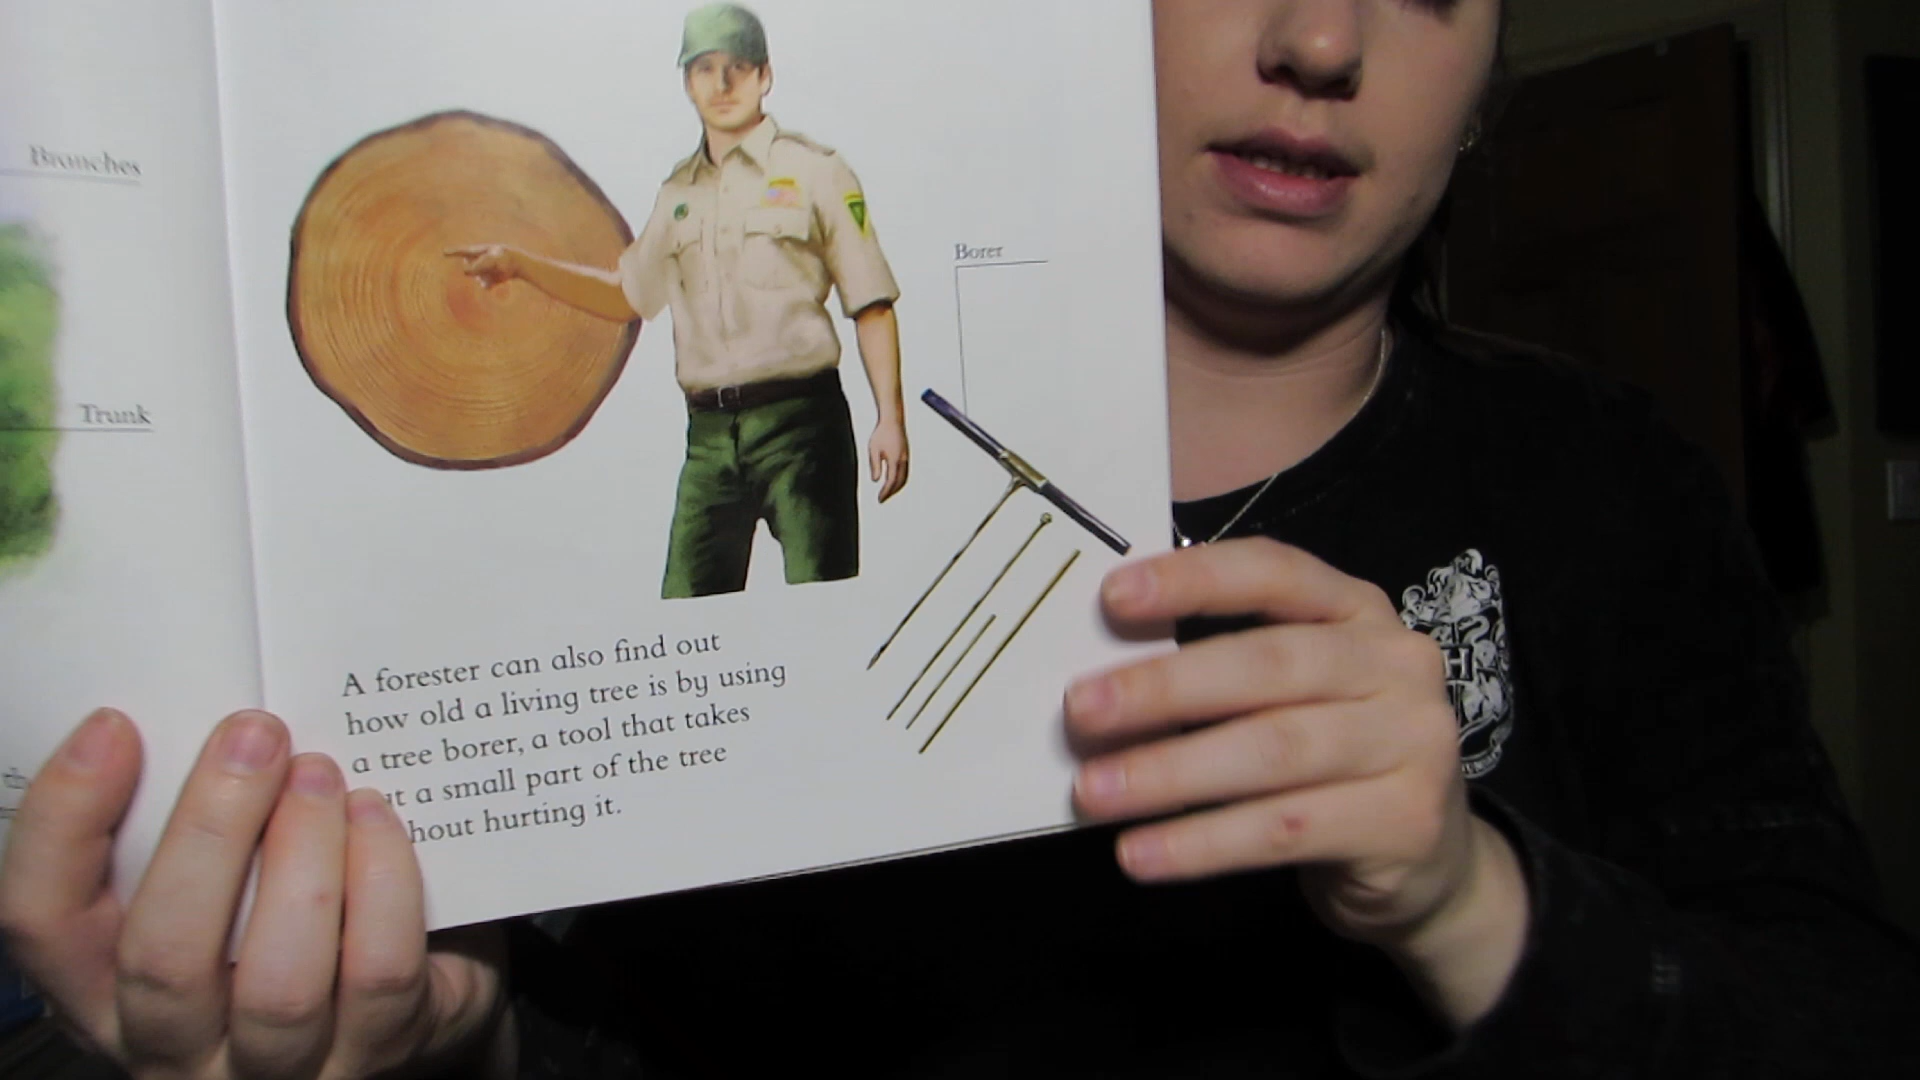 Branches
Trunk
Borer
A forester can also find out
how old a living tree is by using
a tree borer, a tool that takes
a small part of the tree
hurting it.
H